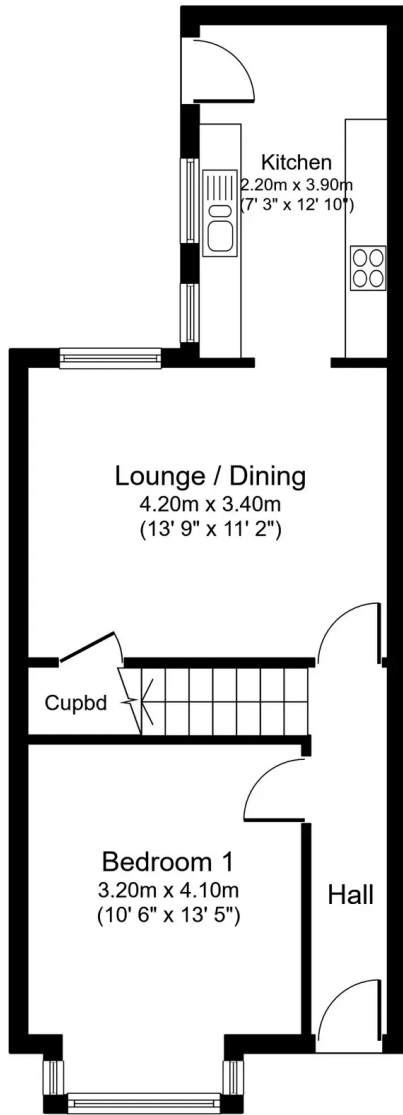 Kitchen
2.20m x 3.90m
(7' 3" x 12' 10")
Lounge / Dining
4.20m x 3.40m
(13' 9" x 11' 2")
Cupbd
Bedroom 1
3.20m x 4.10m
(10' 6" x 13' 5")
Hall